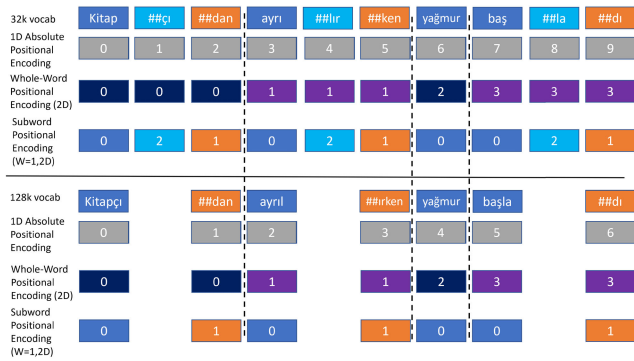 32k vocab Kitap ##çı ##dan ayrı ##lır ##ken yağmur baş ##la ##dı
1D Absolute
Positional
Encoding
0 1 2 3 4 5 6 7 8 9
Whole-Word
Positional
Encoding (2D)
0 0 0 1 1 1 2 3 3 3
Subword
Positional
Encoding
(W=1,2D)
0 2 1 0 2 1 0 0 2 1
128k vocab Kitapçı ##dan ayrıl ##ırken yağmur başla ##dı
1D Absolute
Positional
Encoding
0 1 2 3 4 5 6
Whole-Word
Positional
Encoding (2D)
0 0 1 1 2 3 3
Subword
Positional
Encoding
(W=1,2D)
0 1 0 1 0 0 1